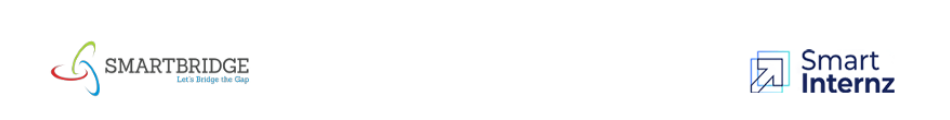 SMARTBRIDGE
Let's Bridge the Gap
Smart
Internz